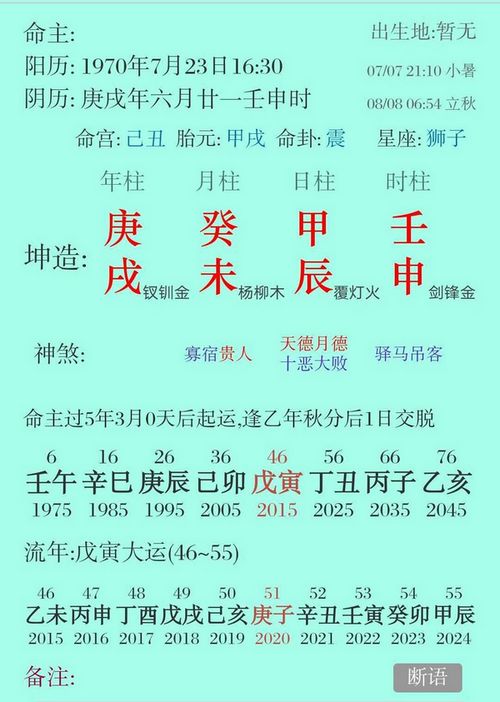 命主: 出生地:暂无
阳历: 1970年7月23日16:30 07/07 21:10 小暑
阴历: 庚戌年六月廿一壬申时 08/08 06:54 立秋
命宫: 己丑 胎元: 甲戌 命卦: 震 星座: 狮子
年柱 月柱 日柱 时柱
庚 癸 甲 壬
坤造: 戌钗钏金 未杨柳木 辰覆灯火 申剑锋金
天德月德
神煞: 寡宿贵人 十恶大败 驿马吊客
命主过5年3月0天后起运,逢乙年秋分后1日交脱
6 16 26 36 46 56 66 76
壬午 辛巳 庚辰 己卯 戊寅 丁丑 丙子 乙亥
1975 1985 1995 2005 2015 2025 2035 2045
流年:戊寅大运(46~55)
46 47 48 49 50 51 52 53 54 55
乙未 丙申 丁酉 戊戌 己亥 庚子 辛丑 壬寅 癸卯 甲辰
2015 2016 2017 2018 2019 2020 2021 2022 2023 2024
备注: 断语